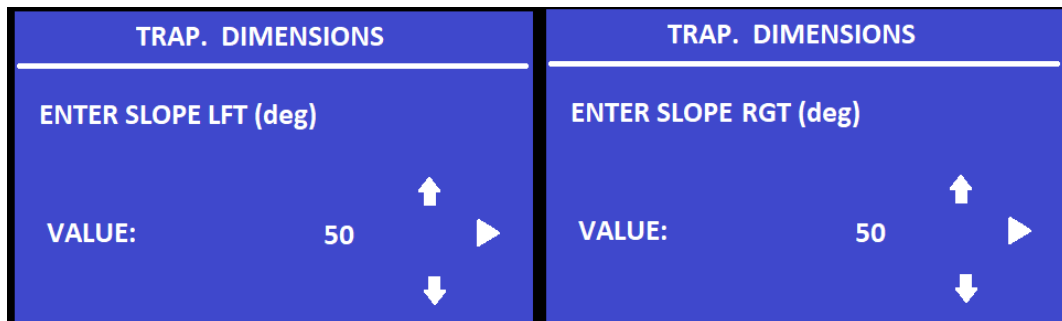 TRAP. DIMENSIONS
ENTER SLOPE LFT (deg)
VALUE: 50
TRAP. DIMENSIONS
ENTER SLOPE RGT (deg)
VALUE: 50